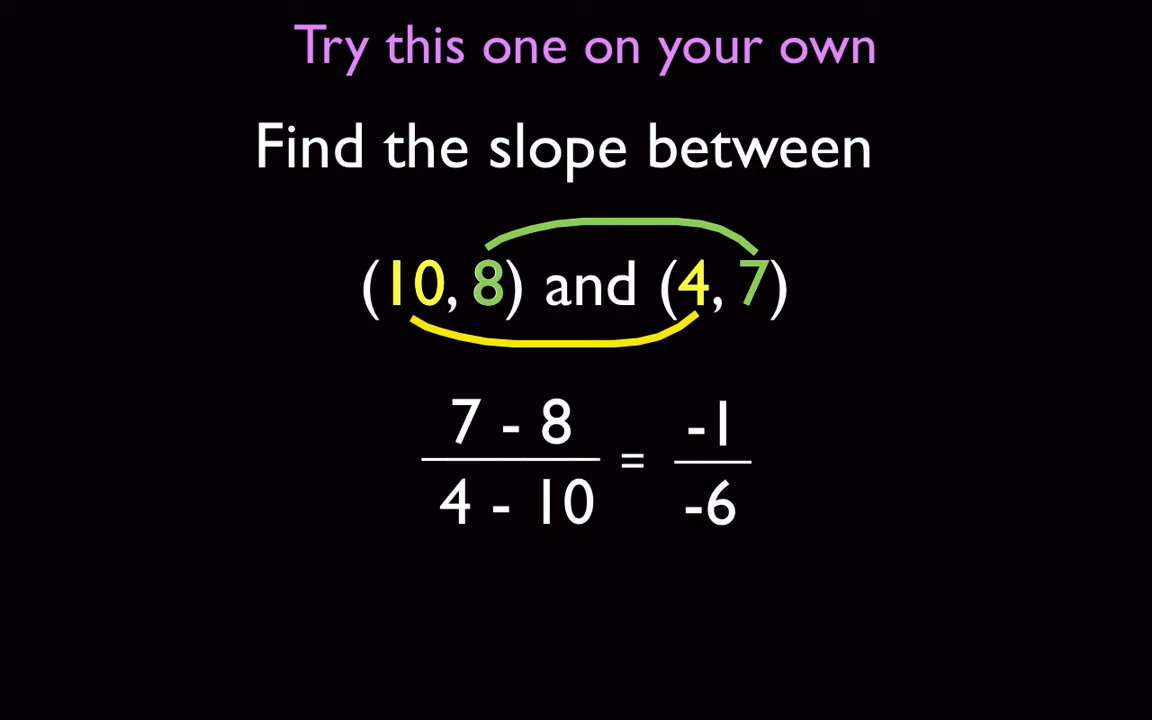 Try this one on your own
Find the slope between
(10, 8) and (4, 7)
7 - 8
4 - 10
=
-1
-6